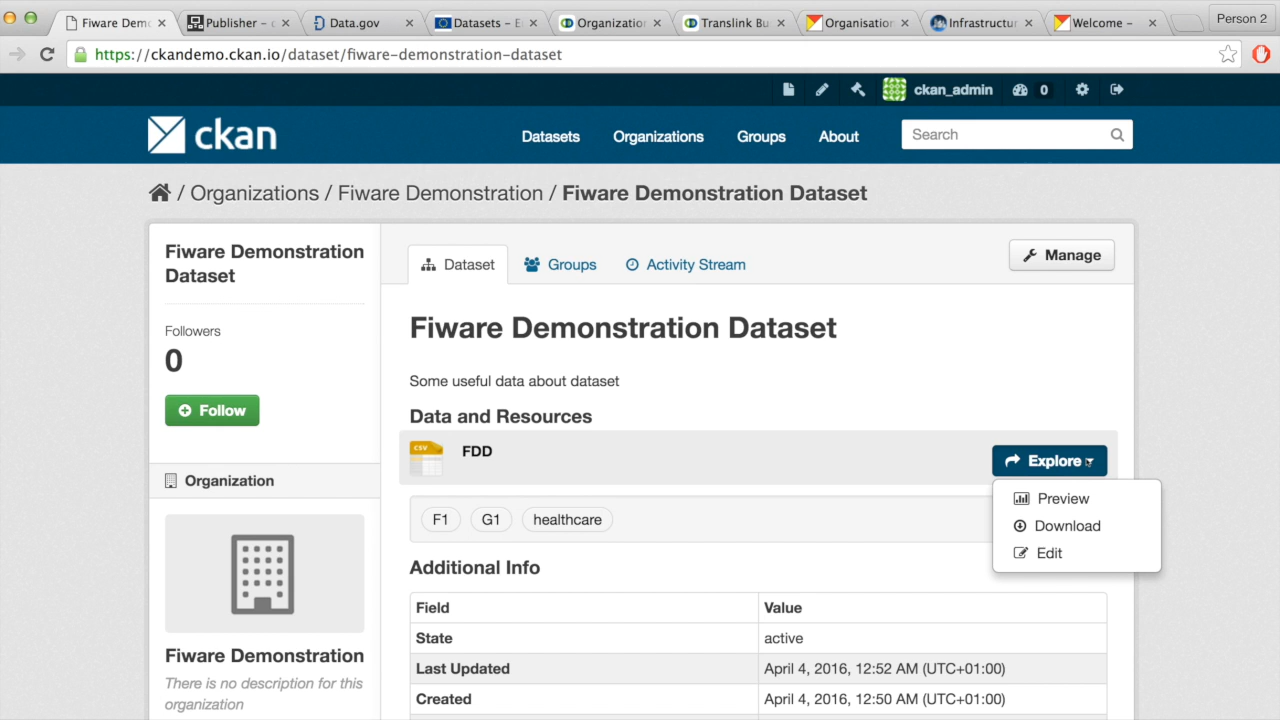 Fiware Demo
Publisher –
Data.gov
Datasets –
Organization
Translink Bu
Organisatio
Infrastructur
Welcome –
Person 2
https://ckandemo.ckan.io/dataset/fiware-demonstration-dataset
ckan_admin
0
ckan
Datasets
Organizations
Groups
About
Search
/ Organizations / Fiware Demonstration / Fiware Demonstration Dataset
Fiware Demonstration
Dataset
Followers
0
Follow
Organization
Fiware Demonstration
There is no description for this
organization
Dataset
Groups
Activity Stream
Manage
Fiware Demonstration Dataset
Some useful data about dataset
Data and Resources
CSV
FDD
Explore
Preview
Download
Edit
F1
G1
healthcare
Additional Info
Field Value
State active
Last Updated April 4, 2016, 12:52 AM (UTC+01:00)
Created April 4, 2016, 12:50 AM (UTC+01:00)